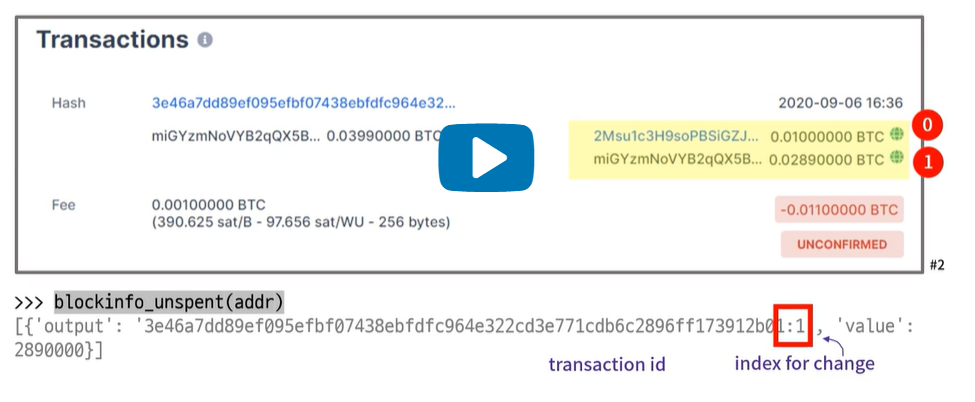 Transactions
Hash 3e46a7dd89ef095efbf07438ebfdfc964e32... 2020-09-06 16:36
miGYzmNoVYB2qQX5B... 0.03990000 BTC 2Msu1c3H9soPBSiGZJ... 0.01000000 BTC 0
miGYzmNoVYB2qQX5B... 0.02890000 BTC 1
Fee 0.00100000 BTC -0.01100000 BTC
(390.625 sat/B - 97.656 sat/WU - 256 bytes)
UNCONFIRMED
#2
>>> blockinfo_unspent(addr)
[{'output': '3e46a7dd89ef095efbf07438ebfdfc964e322cd3e771cdb6c2896ff173912b01:1', 'value':
2890000}]
transaction id index for change